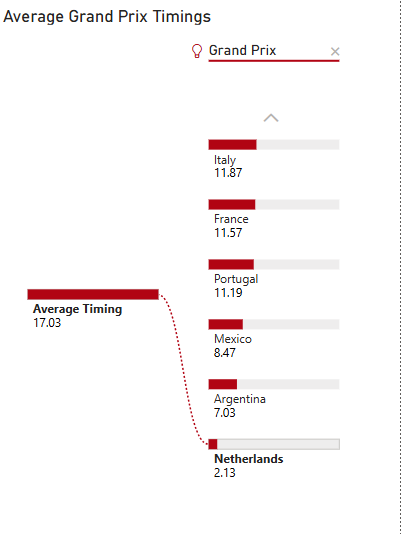 Average Grand Prix Timings
Grand Prix
Italy
11.87
France
11.57
Portugal
11.19
Average Timing
17.03
Mexico
8.47
Argentina
7.03
Netherlands
2.13